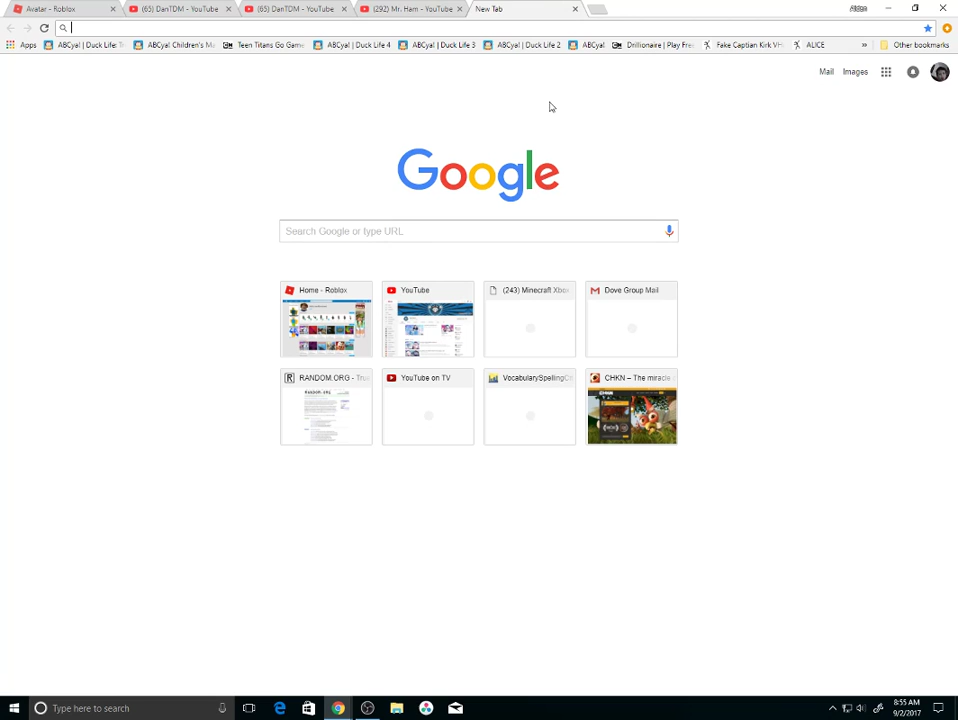 Avatar - Roblox
(65) DanTDM - YouTube
(65) DanTDM - YouTube
(292) Mr. Ham - YouTube
New Tab
Apps
ABCya! | Duck Life: T
ABCya! Children's Ma
Teen Titans Go Game
ABCya! | Duck Life 4
ABCya! | Duck Life 3
ABCya! | Duck Life 2
ABCya!
Drillionaire | Play Fre
Fake Captian Kirk VH
ALICE
»
Other bookmarks
Mail
Images
Google
Search Google or type URL
Home - Roblox
YouTube
(243) Minecraft Xbox
Dove Group Mail
RANDOM.ORG - Tru
YouTube on TV
VocabularySpellingCi
CHKN – The miracle
Type here to search
8:55 AM
9/2/2017